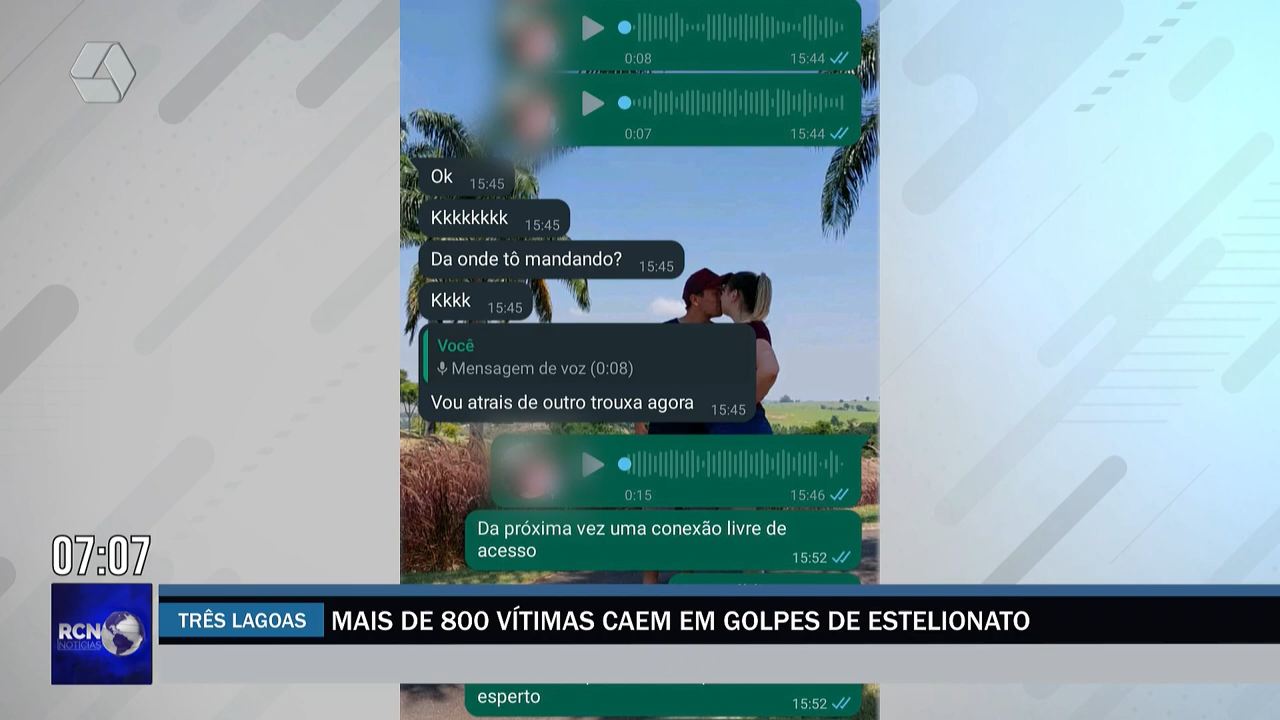 0:08 15:44
0:07 15:44
Ok 15:45
Kkkkkkkk 15:45
Da onde tô mandando? 15:45
Kkkk 15:45
Você
Mensagem de voz (0:08)
Vou atrais de outro trouxa agora 15:45
0:15 15:46
Da próxima vez uma conexão livre de
acesso 15:52
07:07
TRÊS LAGOAS MAIS DE 800 VÍTIMAS CAEM EM GOLPES DE ESTELIONATO
RCN
NOTÍCIAS
esperto 15:52